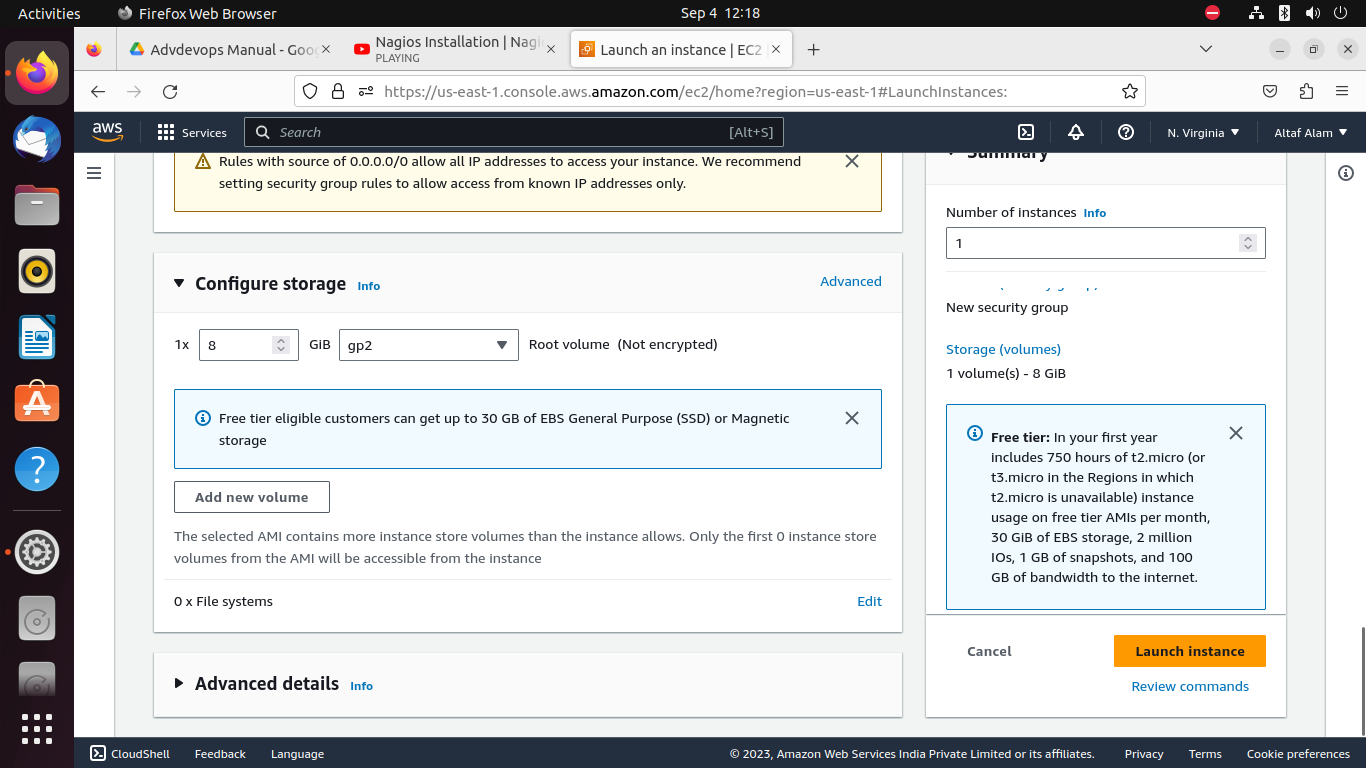 Activities
Firefox Web Browser
Sep 4 12:18
Advdevops Manual - Goo
Nagios Installation | Nagi
PLAYING
Launch an instance | EC2
https://us-east-1.console.aws.amazon.com/ec2/home?region=us-east-1#LaunchInstances:
aws
Services
Search
[Alt+S]
N. Virginia
Altaf Alam
Rules with source of 0.0.0.0/0 allow all IP addresses to access your instance. We recommend
setting security group rules to allow access from known IP addresses only.
Configure storage Info
Advanced
1x 8 GiB gp2 Root volume (Not encrypted)
Free tier eligible customers can get up to 30 GB of EBS General Purpose (SSD) or Magnetic
storage
Add new volume
The selected AMI contains more instance store volumes than the instance allows. Only the first 0 instance store
volumes from the AMI will be accessible from the instance
0 x File systems
Edit
Advanced details Info
Summary
Number of instances Info
1
New security group
Storage (volumes)
1 volume(s) - 8 GiB
Free tier: In your first year
includes 750 hours of t2.micro (or
t3.micro in the Regions in which
t2.micro is unavailable) instance
usage on free tier AMIs per month,
30 GiB of EBS storage, 2 million
IOs, 1 GB of snapshots, and 100
GB of bandwidth to the internet.
Cancel
Launch instance
Review commands
CloudShell
Feedback
Language
© 2023, Amazon Web Services India Private Limited or its affiliates.
Privacy
Terms
Cookie preferences